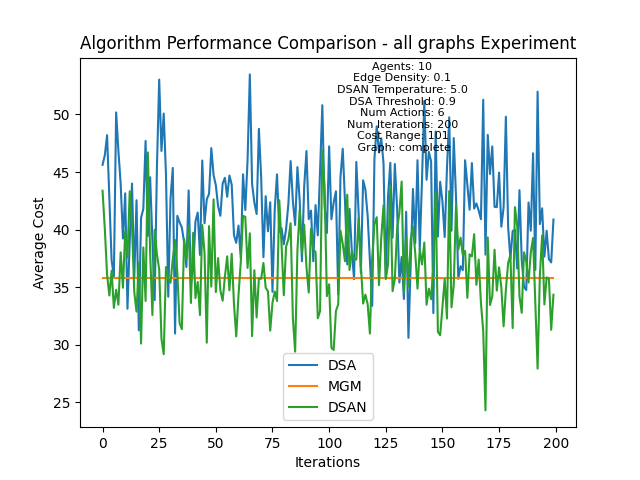 Algorithm Performance Comparison - all graphs Experiment
Agents: 10
Edge Density: 0.1
DSAN Temperature: 5.0
DSA Threshold: 0.9
Num Actions: 6
Num Iterations: 200
Cost Range: 101
Graph: complete
Average Cost
50
45
40
35
30
25
DSA
MGM
DSAN
0
25
50
75
100
125
150
175
200
Iterations